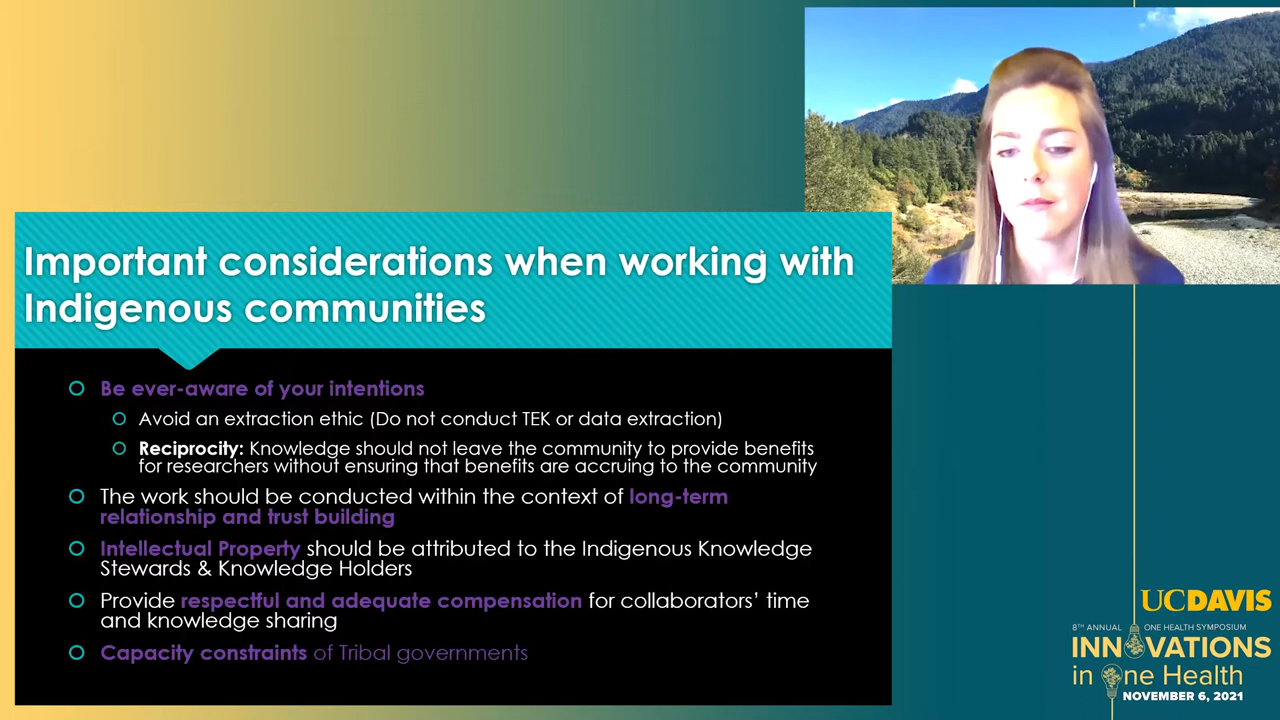 Important considerations when working with
Indigenous communities
Be ever-aware of your intentions
Avoid an extraction ethic (Do not conduct TEK or data extraction)
Reciprocity: Knowledge should not leave the community to provide benefits
for researchers without ensuring that benefits are accruing to the community
The work should be conducted within the context of long-term
relationship and trust building
Intellectual Property should be attributed to the Indigenous Knowledge
Stewards & Knowledge Holders
Provide respectful and adequate compensation for collaborators’ time
and knowledge sharing
Capacity constraints of Tribal governments
UCDAVIS
8TH ANNUAL ONE HEALTH SYMPOSIUM
INNOVATIONS
in One Health
NOVEMBER 6, 2021